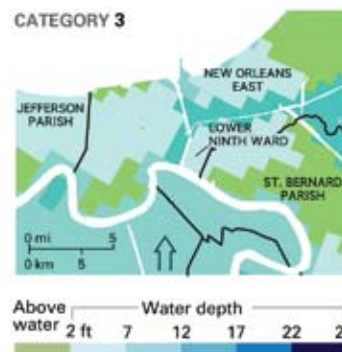 CATEGORY 3
NEW ORLEANS
EAST
JEFFERSON
PARISH
LOWER
NINTH WARD
ST. BERNARD
PARISH
0 mi 5
0 km 5
Above
water
Water depth
2 ft 7 12 17 22